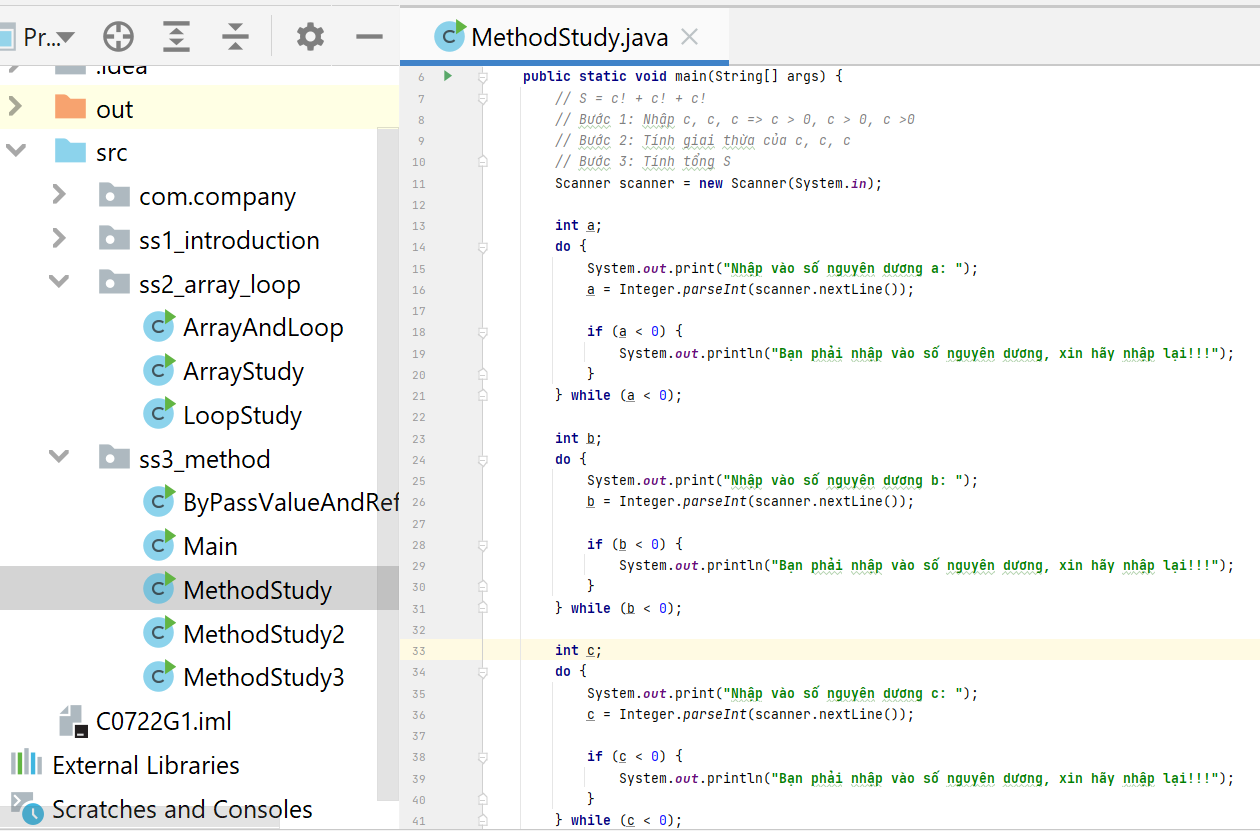 Pr...
MethodStudy.java
.idea
out
src
com.company
ss1_introduction
ss2_array_loop
ArrayAndLoop
ArrayStudy
LoopStudy
ss3_method
ByPassValueAndRef
Main
MethodStudy
MethodStudy2
MethodStudy3
C0722G1.iml
External Libraries
Scratches and Consoles
6 public static void main(String[] args) {
7 // S = c! + c! + c!
8 // Bước 1: Nhập c, c, c => c > 0, c > 0, c >0
9 // Bước 2: Tính giai thừa của c, c, c
10 // Bước 3: Tính tổng S
11 Scanner scanner = new Scanner(System.in);
12
13 int a;
14 do {
15 System.out.print("Nhập vào số nguyên dương a: ");
16 a = Integer.parseInt(scanner.nextLine());
17
18 if (a < 0) {
19 System.out.println("Bạn phải nhập vào số nguyên dương, xin hãy nhập lại!!!");
20 }
21 } while (a < 0);
22
23 int b;
24 do {
25 System.out.print("Nhập vào số nguyên dương b: ");
26 b = Integer.parseInt(scanner.nextLine());
27
28 if (b < 0) {
29 System.out.println("Bạn phải nhập vào số nguyên dương, xin hãy nhập lại!!!");
30 }
31 } while (b < 0);
32
33 int c;
34 do {
35 System.out.print("Nhập vào số nguyên dương c: ");
36 c = Integer.parseInt(scanner.nextLine());
37
38 if (c < 0) {
39 System.out.println("Bạn phải nhập vào số nguyên dương, xin hãy nhập lại!!!");
40 }
41 } while (c < 0);